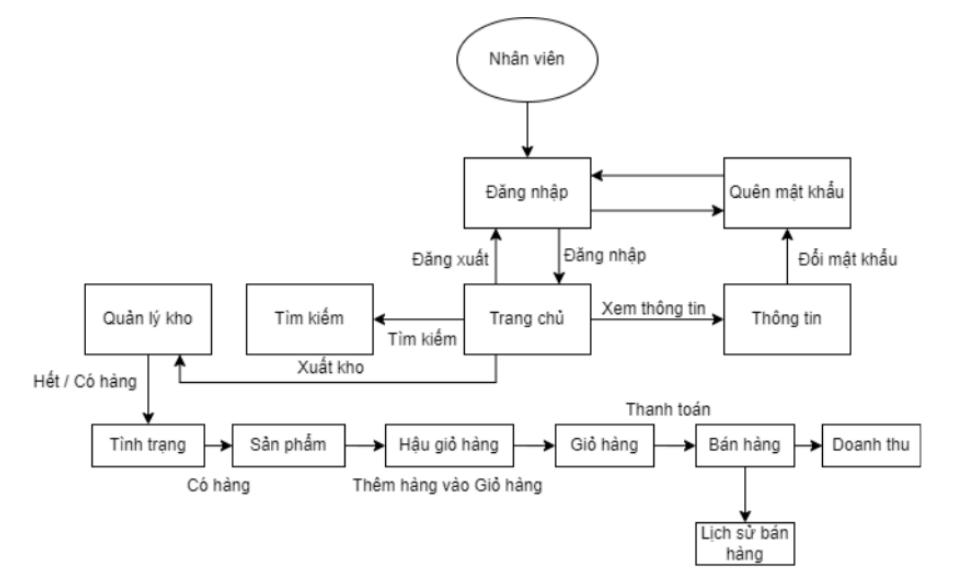 Nhân viên
Đăng nhập
Quên mật khẩu
Đăng xuất
Đăng nhập
Đổi mật khẩu
Quản lý kho
Tìm kiếm
Trang chủ
Xem thông tin
Thông tin
Tìm kiếm
Xuất kho
Hết / Có hàng
Thanh toán
Tình trạng
Sản phẩm
Hậu giỏ hàng
Giỏ hàng
Bán hàng
Doanh thu
Có hàng
Thêm hàng vào Giỏ hàng
Lịch sử bán
hàng